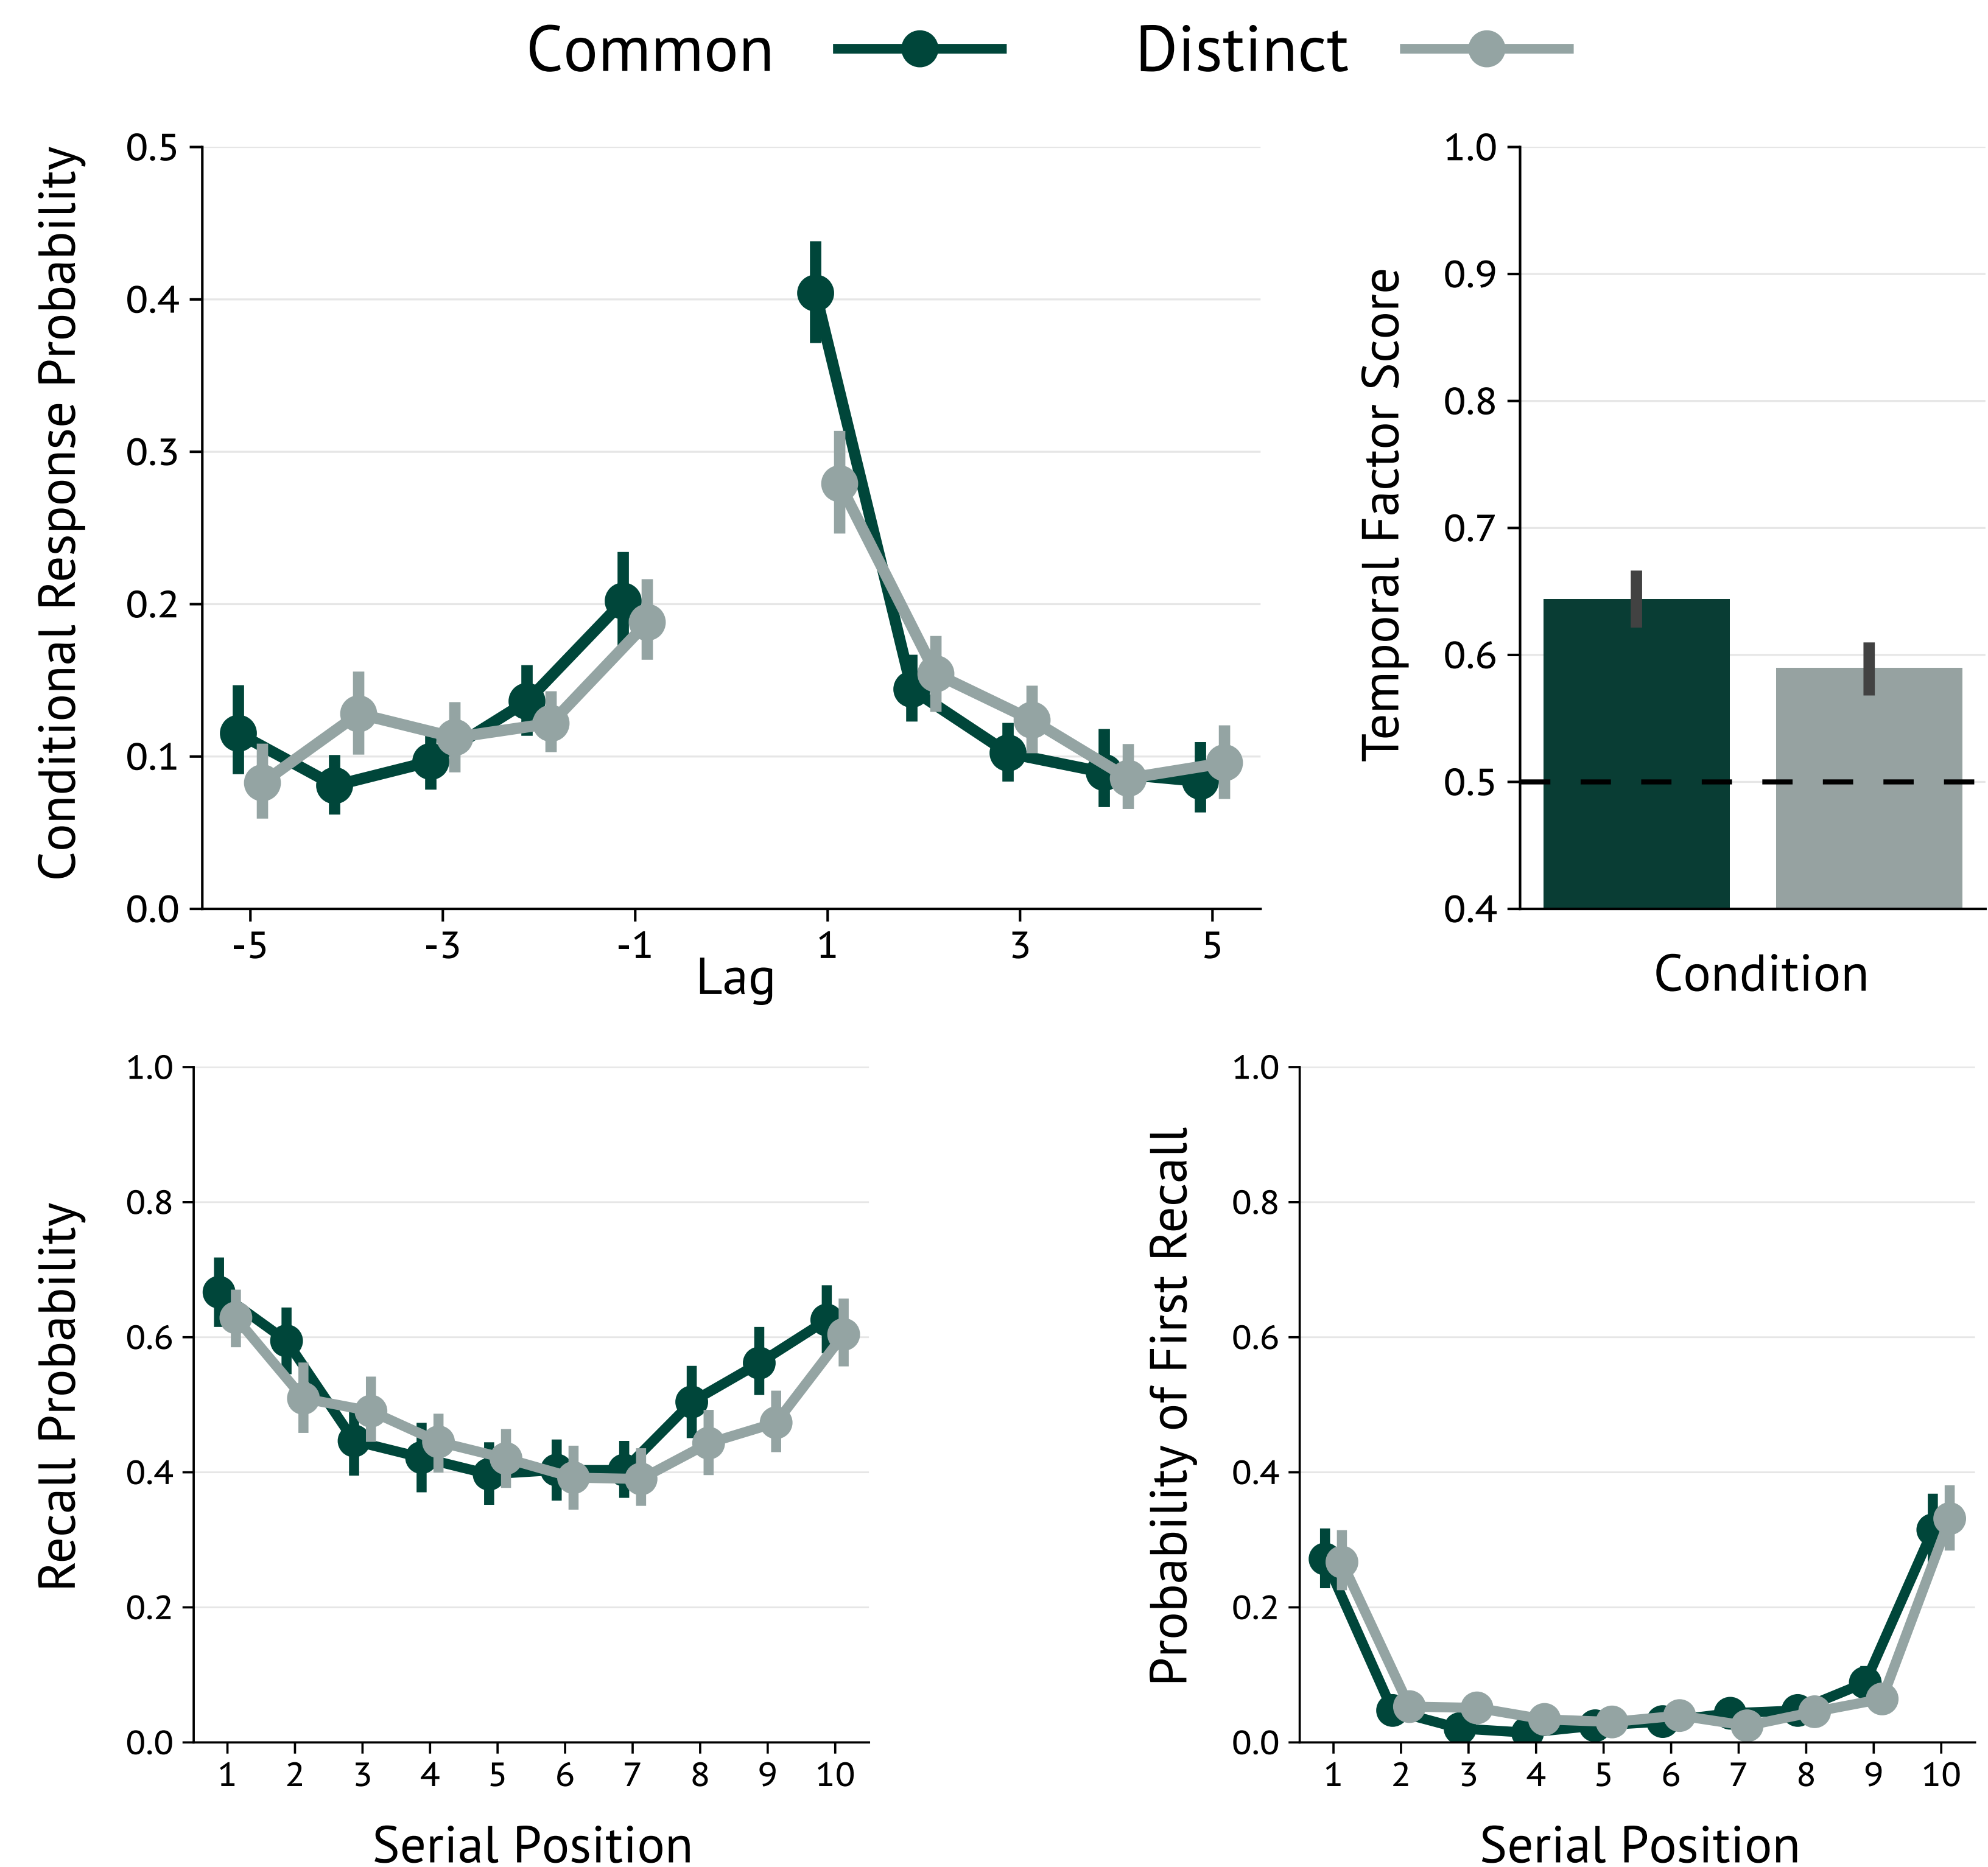 Common Distinct
Conditional Response Probability
0.5
0.4
0.3
0.2
0.1
0.0
-5 -3 -1 1 3 5
Lag
Temporal Factor Score
1.0
0.9
0.8
0.7
0.6
0.5
0.4
Condition
Recall Probability
1.0
0.8
0.6
0.4
0.2
0.0
1 2 3 4 5 6 7 8 9 10
Serial Position
Probability of First Recall
1.0
0.8
0.6
0.4
0.2
0.0
1 2 3 4 5 6 7 8 9 10
Serial Position